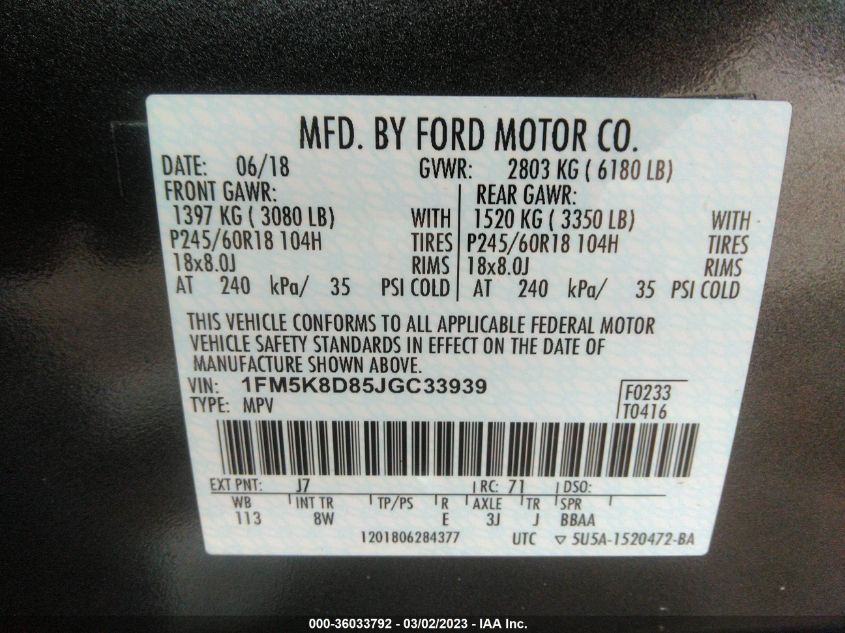 MFD. BY FORD MOTOR CO.
DATE: 06/18 GVWR: 2803 KG ( 6180 LB)
FRONT GAWR: REAR GAWR:
1397 KG ( 3080 LB) WITH 1520 KG ( 3350 LB) WITH
P245/60R18 104H TIRES P245/60R18 104H TIRES
18x8.0J RIMS 18x8.0J RIMS
AT 240 kPa/ 35 PSI COLD AT 240 kPa/ 35 PSI COLD
THIS VEHICLE CONFORMS TO ALL APPLICABLE FEDERAL MOTOR
VEHICLE SAFETY STANDARDS IN EFFECT ON THE DATE OF
MANUFACTURE SHOWN ABOVE.
VIN: 1FM5K8D85JGC33939 F0233
TYPE: MPV T0416
EXT PNT: J7 RC: 71 DSO:
WB INT TR TP/PS R AXLE TR SPR
113 8W E 3J J BBAA
1201806284377 UTC ▽ 5U5A-1520472-BA
000-36033792 - 03/02/2023 - IAA Inc.